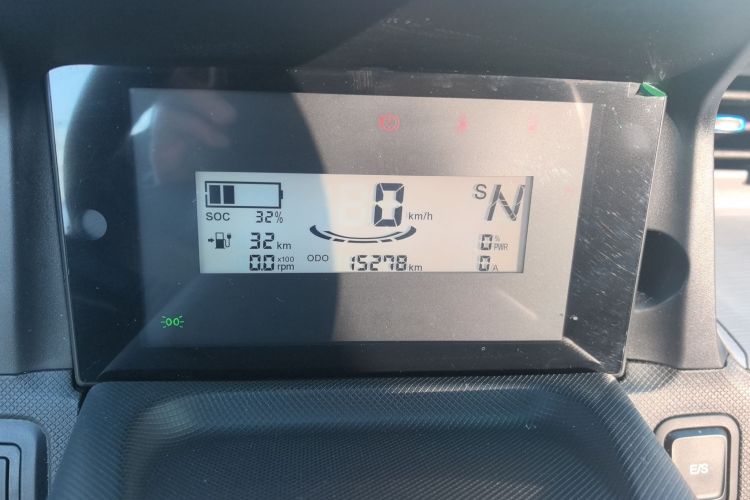 0 km/h
S N
SOC 32%
32 km
0.0 x100 rpm
ODO 15278 km
0 % PWR
0 A
E/S